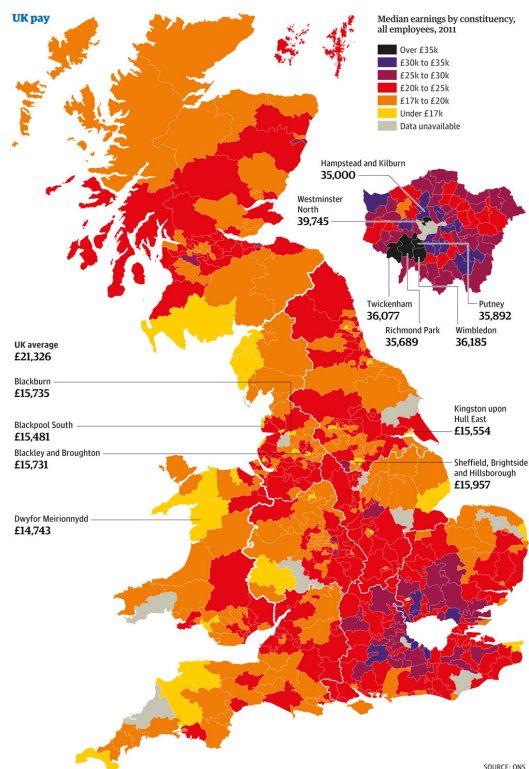 UK pay
Median earnings by constituency,
all employees, 2011
Over £35k
£30k to £35k
£25k to £30k
£20k to £25k
£17k to £20k
Under £17k
Data unavailable
Hampstead and Kilburn
35,000
Westminster
North
39,745
Twickenham
36,077
Richmond Park
35,689
Wimbledon
36,185
Putney
35,892
UK average
£21,326
Blackburn
£15,735
Blackpool South
£15,481
Blackley and Broughton
£15,731
Dwyfor Meirionnydd
£14,743
Kingston upon
Hull East
£15,554
Sheffield, Brightside
and Hillsborough
£15,957
SOURCE: ONS